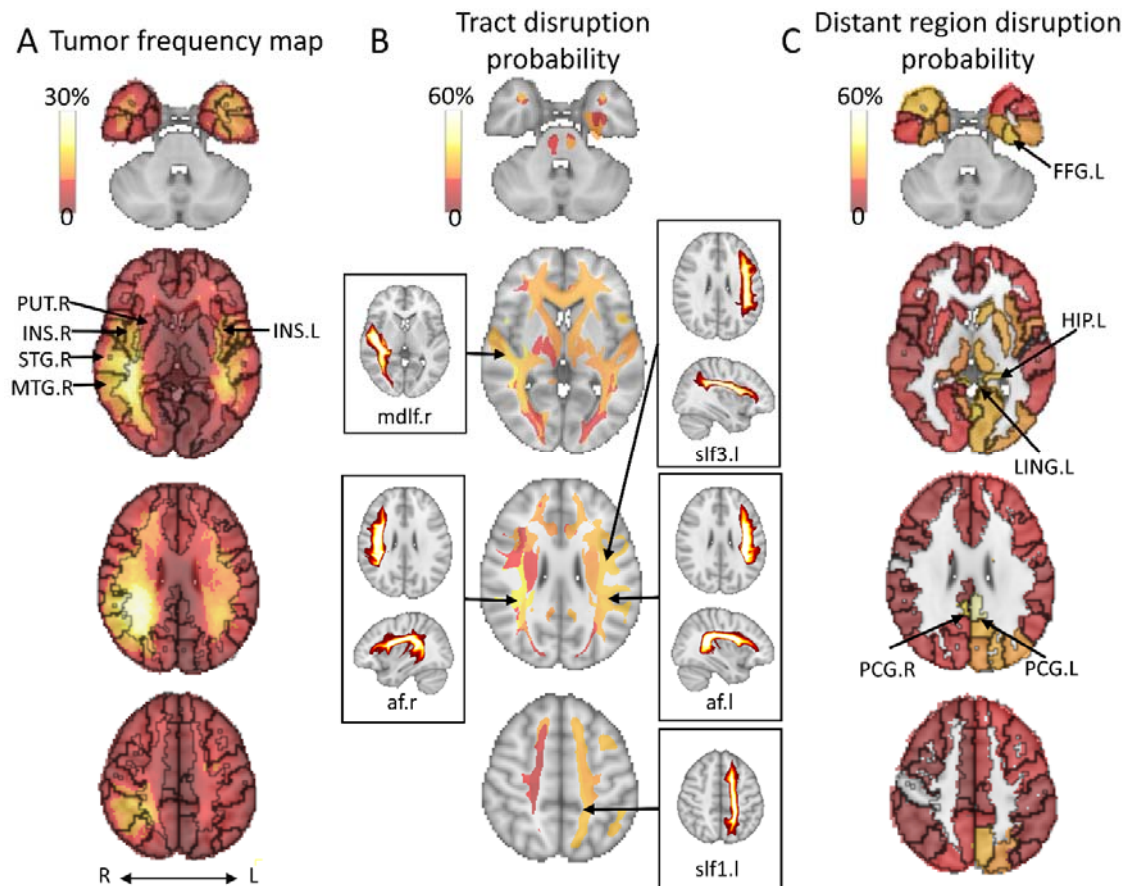 A Tumor frequency map
B Tract disruption
probability
C Distant region disruption
probability
30%
0
60%
0
60%
0
FFG.L
PUT.R
INS.R
STG.R
MTG.R
INS.L
mdlf.r
slf3.l
HIP.L
LING.L
af.r
af.l
PCG.R
PCG.L
slf1.l
R L